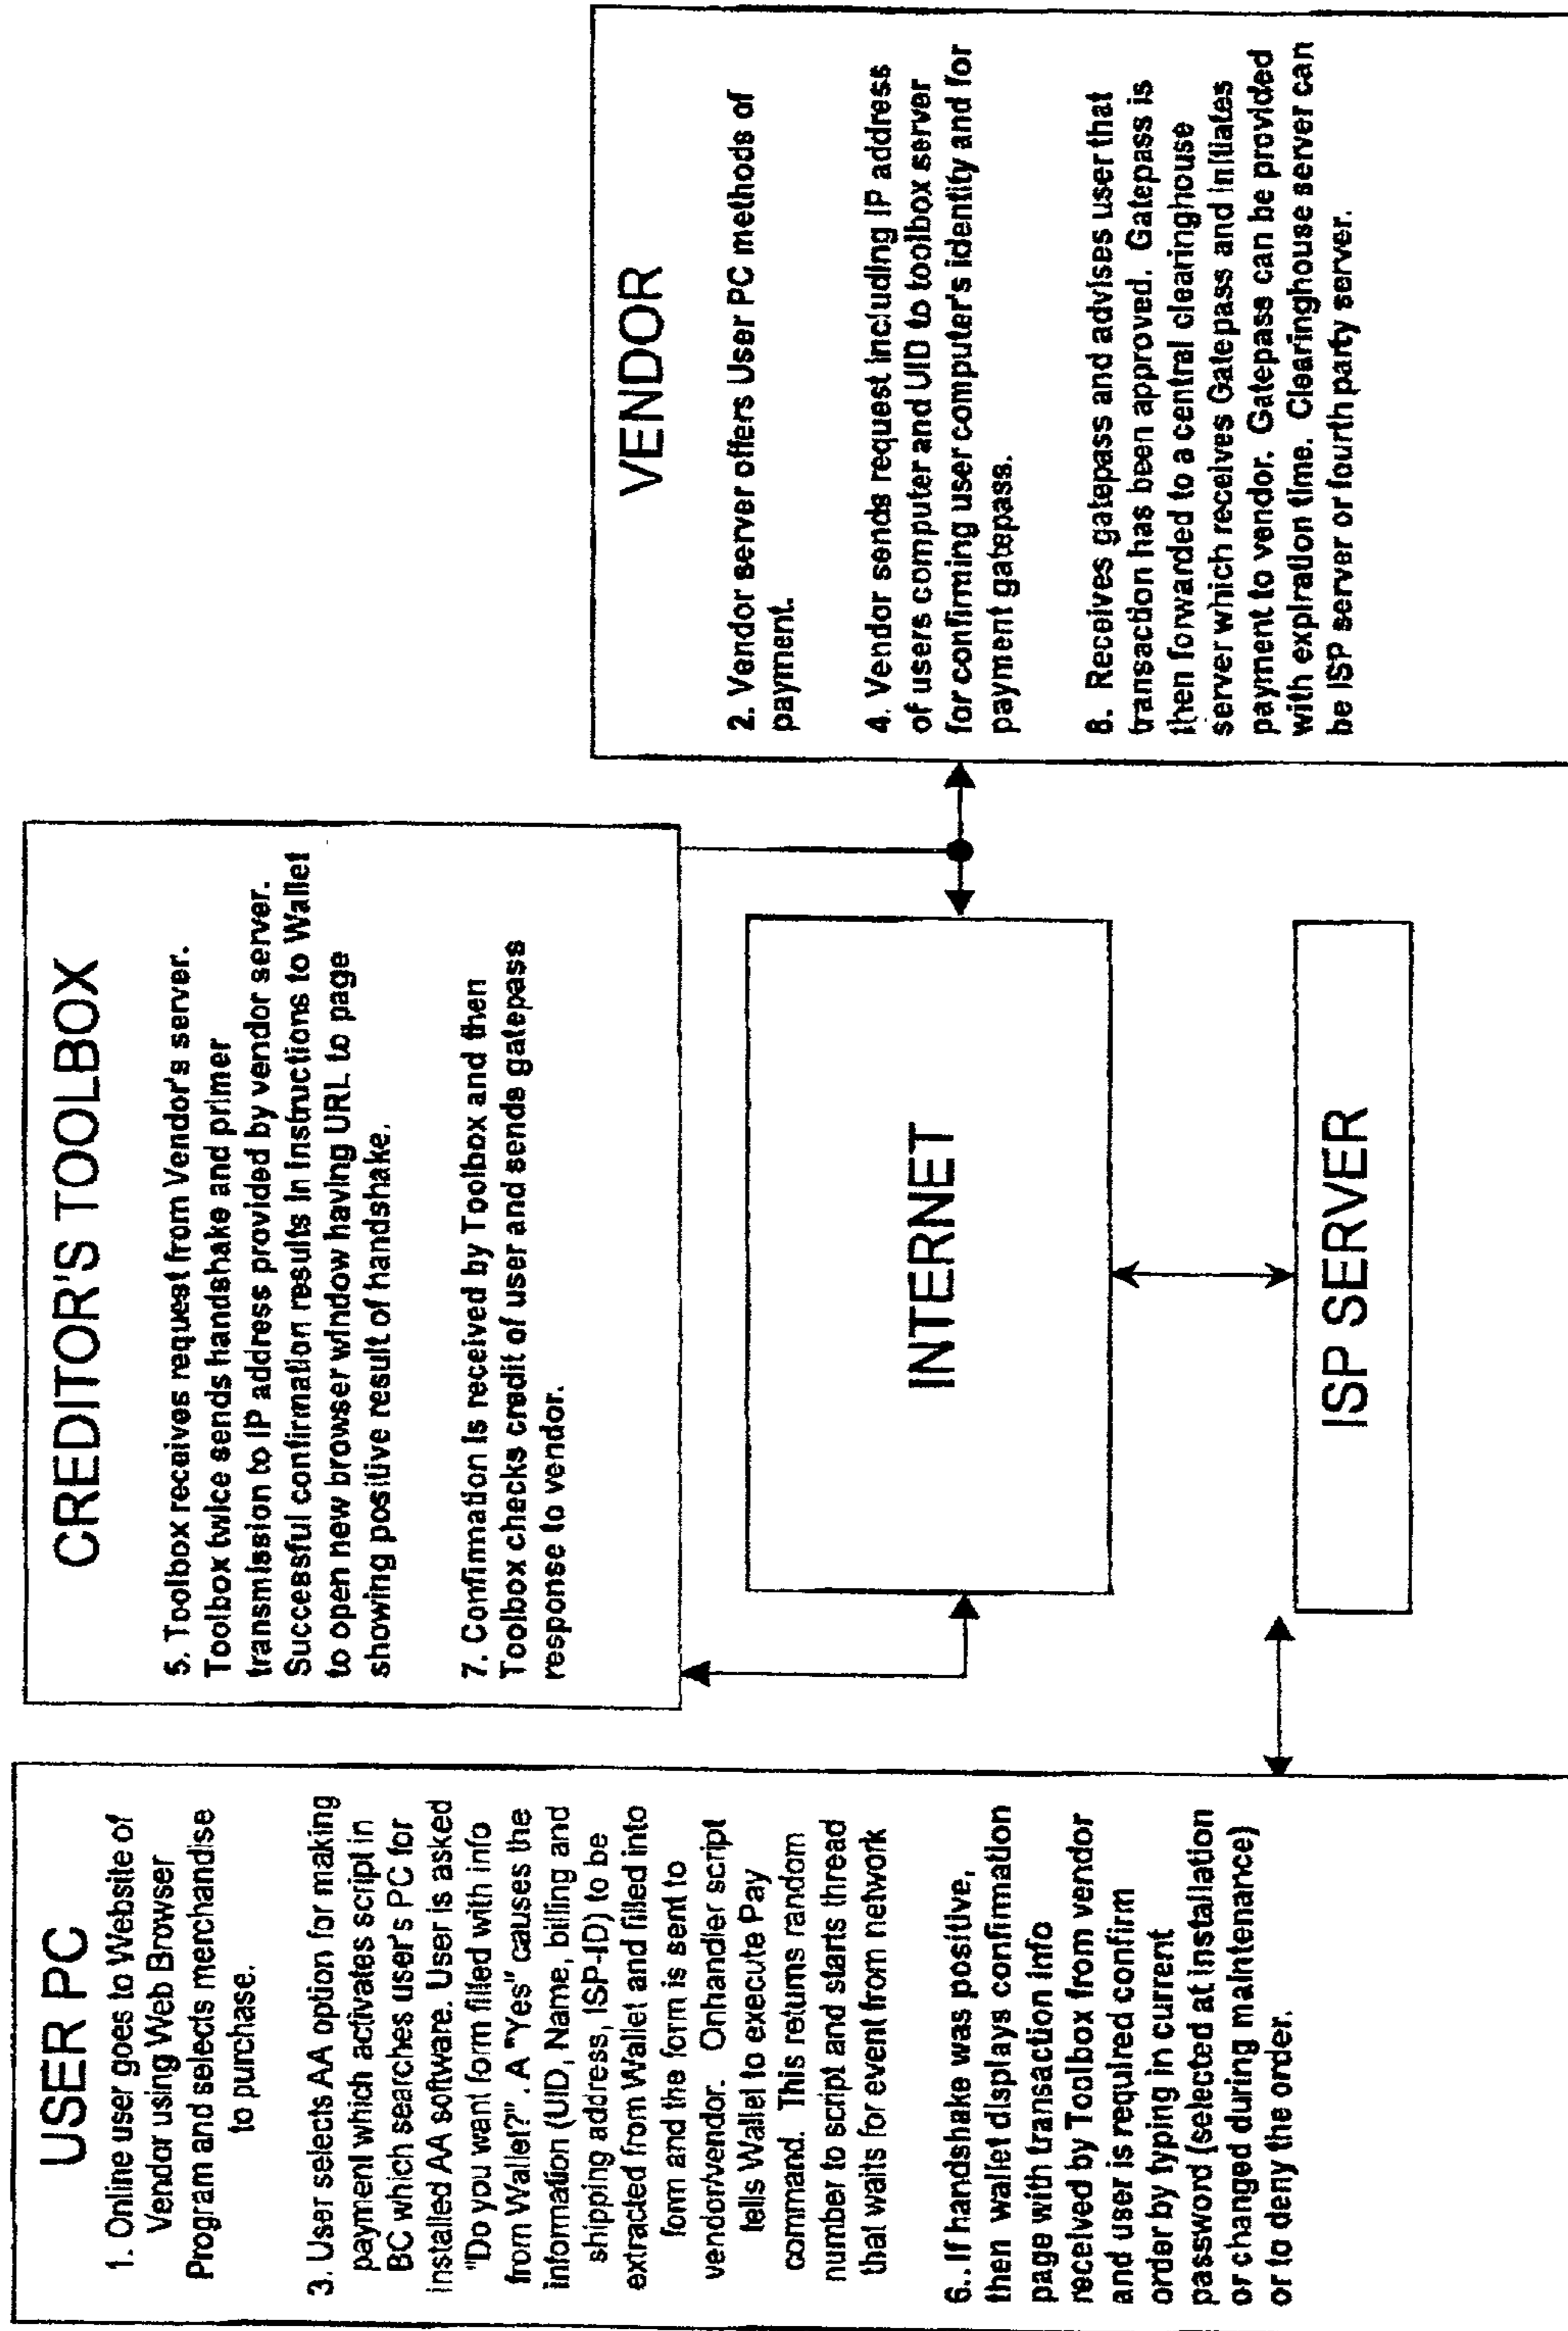 USER PC
1. Online user goes to Website of
Vendor using Web Browser
Program and selects merchandise
to purchase.
3. User selects AA option for making
payment which activates script in
BC which searches user's PC for
installed AA software. User is asked
"Do you want form filled with info
from Wallet?". A "Yes" causes the
information (UID, Name, billing and
shipping address, ISP-ID) to be
extracted from Wallet and filled into
form and the form is sent to
vendor/vendor. Onhandler script
tells Wallet to execute Pay
command. This returns random
number to script and starts thread
that waits for event from network
6.. If handshake was positive,
then wallet displays confirmation
page with transaction info
received by Toolbox from vendor
and user is required confirm
order by typing in current
password (selected at installation
or changed during maintenance)
or to deny the order.
CREDITOR'S TOOLBOX
5. Toolbox receives request from Vendor's server.
Toolbox twice sends handshake and primer
transmission to IP address provided by vendor server.
Successful confirmation results in Instructions to Wallet
to open new browser window having URL to page
showing positive result of handshake.
7. Confirmation is received by Toolbox and then
Toolbox checks credit of user and sends gatepass
response to vendor.
INTERNET
ISP SERVER
VENDOR
2. Vendor server offers User PC methods of
payment.
4. Vendor sends request including IP address
of users computer and UID to toolbox server
for confirming user computer's identity and for
payment gatepass.
8. Receives gatepass and advises user that
transaction has been approved. Gatepass is
then forwarded to a central clearinghouse
server which receives Gatepass and Initiates
payment to vendor. Gatepass can be provided
with expiration time. Clearinghouse server can
be ISP server or fourth party server.